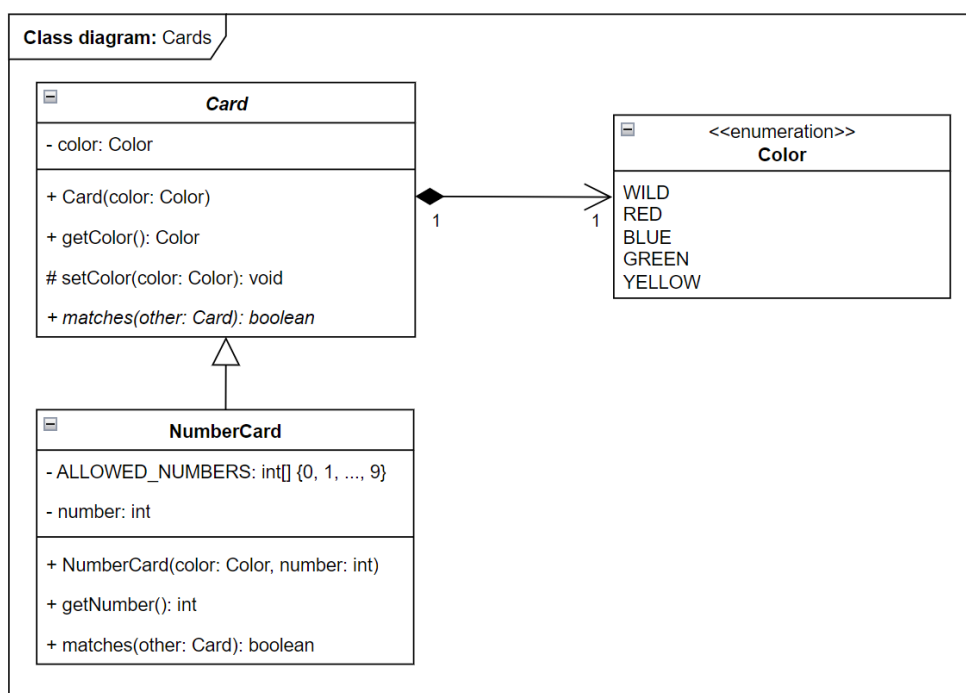 Class diagram: Cards
Card
- color: Color
+ Card(color: Color)
+ getColor(): Color
# setColor(color: Color): void
+ matches(other: Card): boolean
1
1
<<enumeration>>
Color
WILD
RED
BLUE
GREEN
YELLOW
NumberCard
- ALLOWED_NUMBERS: int[] {0, 1, ..., 9}
- number: int
+ NumberCard(color: Color, number: int)
+ getNumber(): int
+ matches(other: Card): boolean